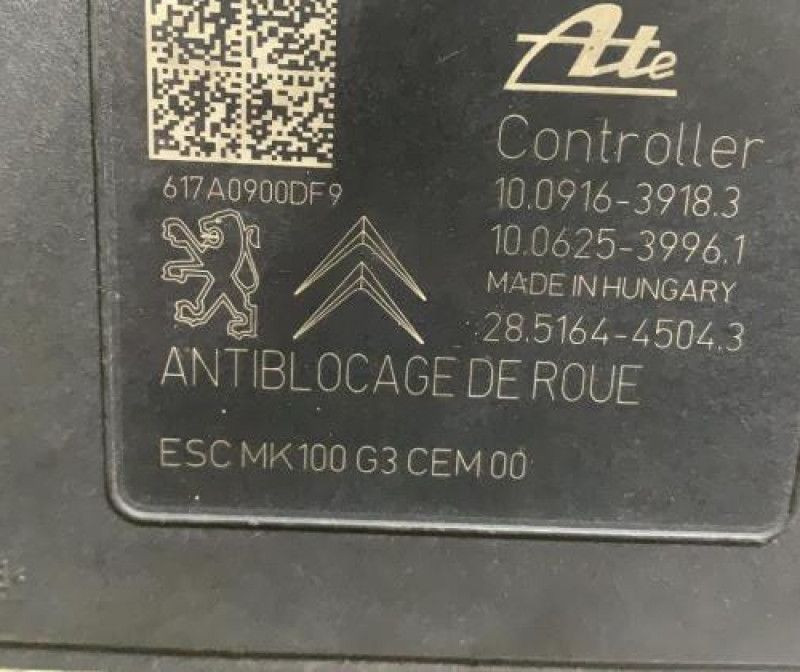 Ate
Controller
617A0900DF9
10.0916-3918.3
10.0625-3996.1
MADE IN HUNGARY
28.5164-4504.3
ANTIBLOCAGE DE ROUE
ESC MK100 G3 CEM 00